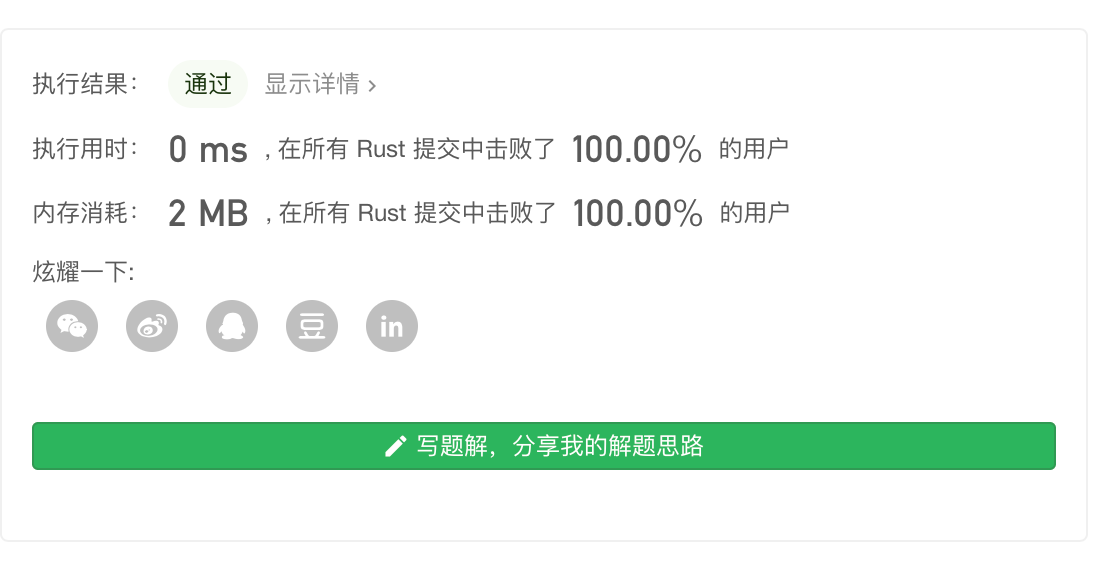 执行结果： 通过 显示详情 ›
执行用时： 0 ms , 在所有 Rust 提交中击败了 100.00% 的用户
内存消耗： 2 MB , 在所有 Rust 提交中击败了 100.00% 的用户
炫耀一下:
豆 in
写题解，分享我的解题思路